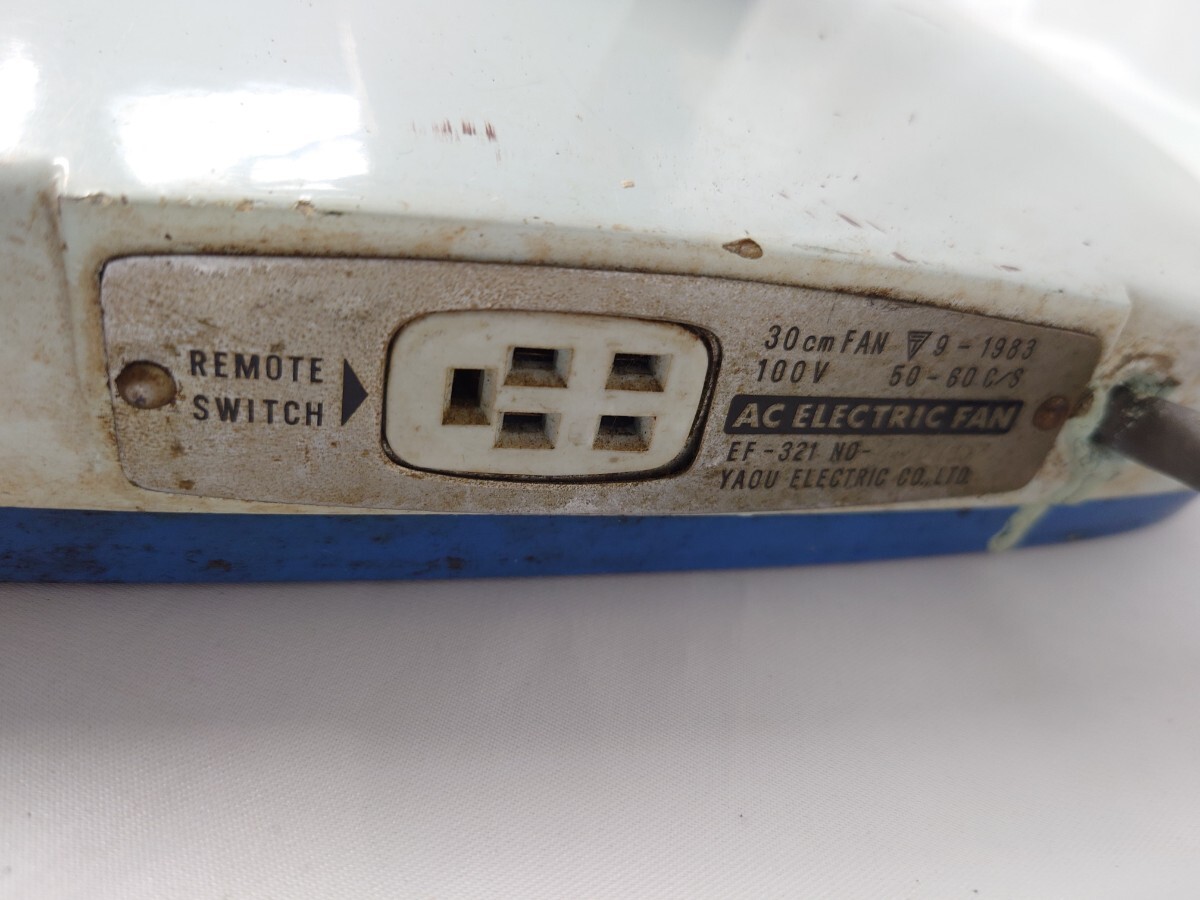 REMOTE
SWITCH
30cm FAN 〒9-1983
100V 50-60C/S
AC ELECTRIC FAN
EF-321 NO-
YAOU ELECTRIC CO.,LTD.